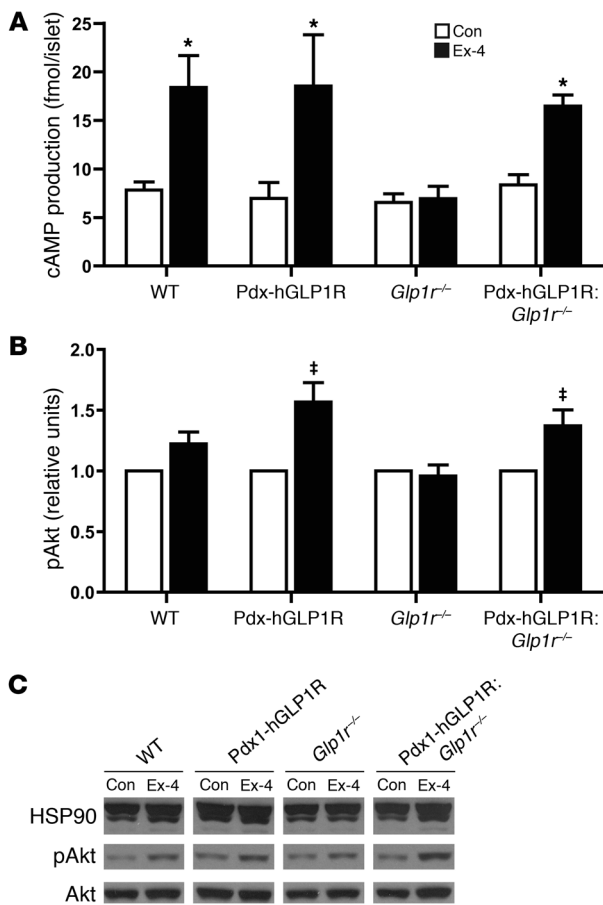 A
cAMP production (fmol/islet)
25
20
15
10
5
0
Con
Ex-4
*
*
*
WT
Pdx-hGLP1R
Glp1r–/–
Pdx-hGLP1R:
Glp1r–/–
B
pAkt (relative units)
2.0
1.5
1.0
0.5
0.0
‡
‡
WT
Pdx-hGLP1R
Glp1r–/–
Pdx-hGLP1R:
Glp1r–/–
C
WT
Pdx1-hGLP1R
Glp1r–/–
Pdx1-hGLP1R:
Glp1r–/–
Con Ex-4 Con Ex-4 Con Ex-4 Con Ex-4
HSP90
pAkt
Akt